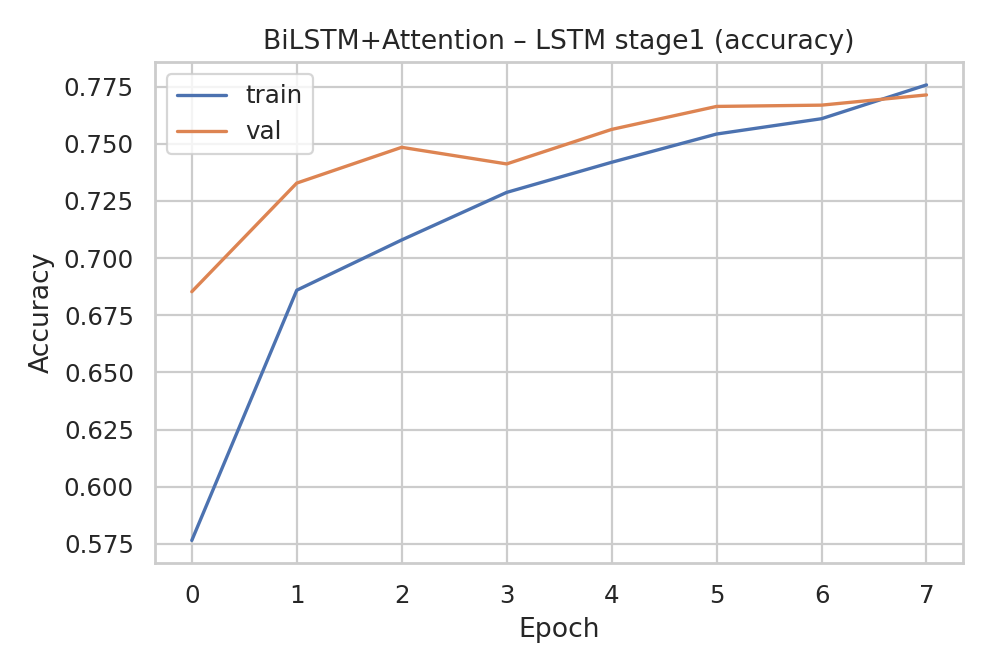 BiLSTM+Attention – LSTM stage1 (accuracy)
train
val
Accuracy
0.775
0.750
0.725
0.700
0.675
0.650
0.625
0.600
0.575
0 1 2 3 4 5 6 7
Epoch